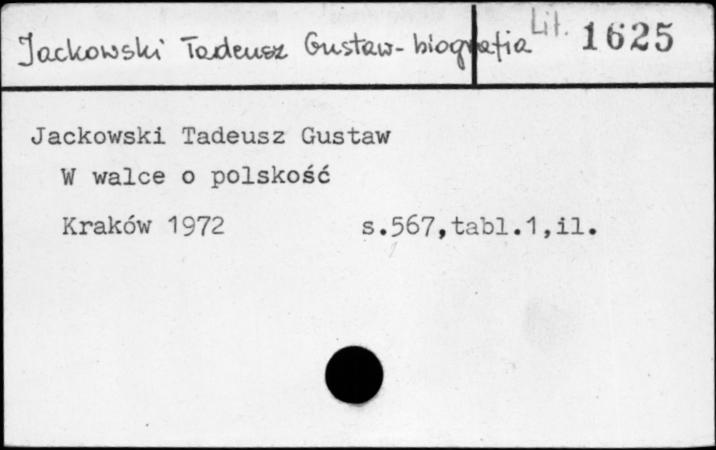 Jackowski Tadeusz Gustaw - biografia Lit. 1625
Jackowski Tadeusz Gustaw
W walce o polskość
Kraków 1972 s.567,tabl.1,il.